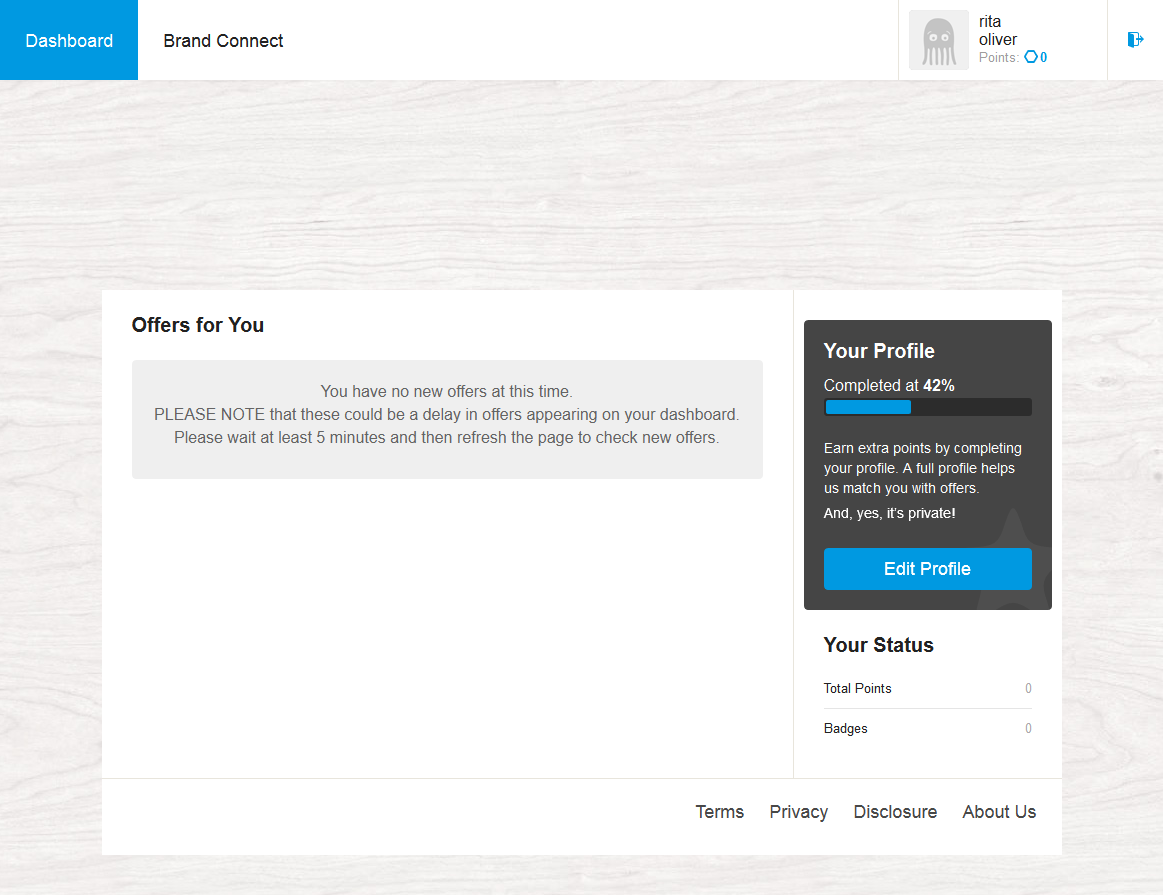 Dashboard
Brand Connect
rita
oliver
Points: 0
Offers for You
You have no new offers at this time.
PLEASE NOTE that these could be a delay in offers appearing on your dashboard.
Please wait at least 5 minutes and then refresh the page to check new offers.
Your Profile
Completed at 42%
Earn extra points by completing
your profile. A full profile helps
us match you with offers.
And, yes, it's private!
Edit Profile
Your Status
Total Points 0
Badges 0
Terms Privacy Disclosure About Us